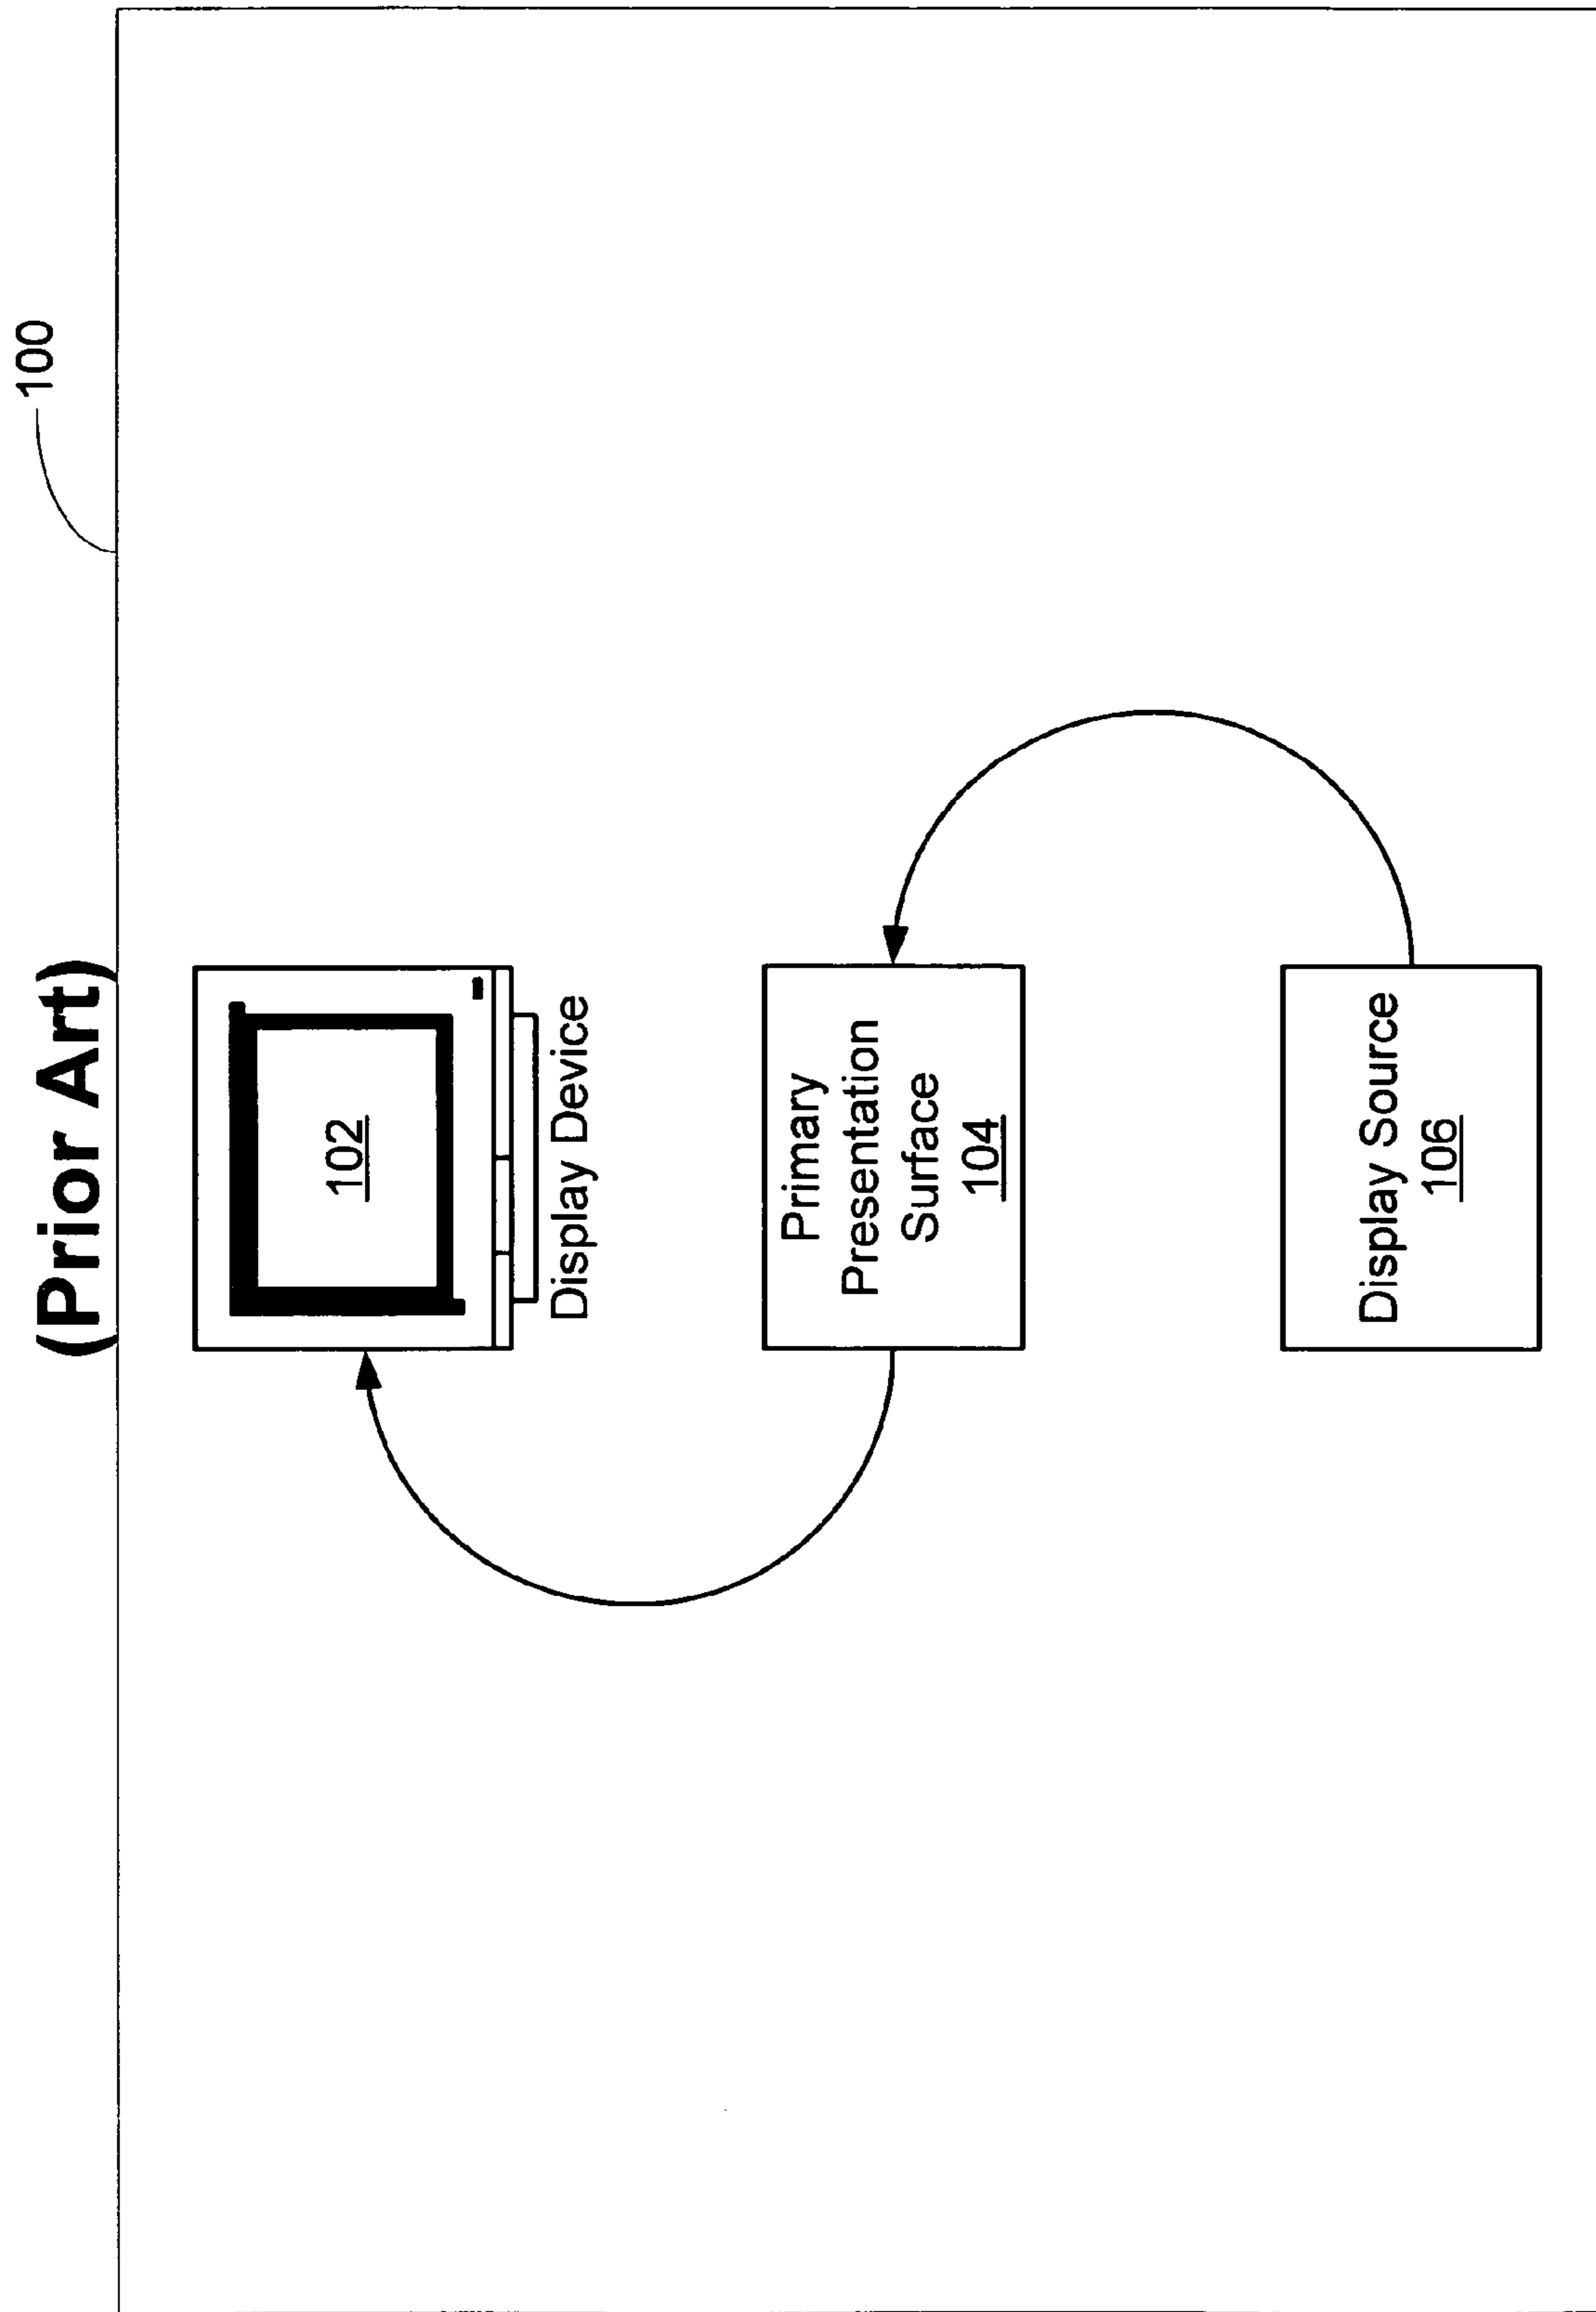 (Prior Art)
100
102
Display Device
Primary
Presentation
Surface
104
Display Source
106